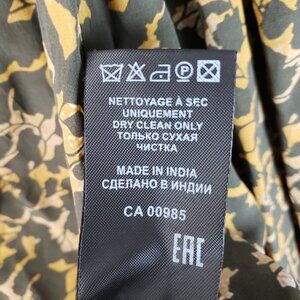 NETTOYAGE À SEC
UNIQUEMENT
DRY CLEAN ONLY
ТОЛЬКО СУХАЯ
ЧИСТКА
MADE IN INDIA
СДЕЛАНО В ИНДИИ
CA 00985
EAC